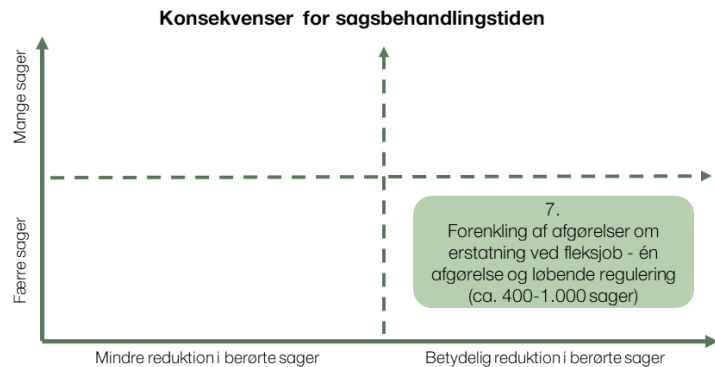 Konsekvenser for sagsbehandlingstiden
Mange sager
Færre sager
7.
Forenkling af afgørelser om
erstatning ved fleksjob - én
afgørelse og løbende regulering
(ca. 400-1.000 sager)
Mindre reduktion i berørte sager
Betydelig reduktion i berørte sager